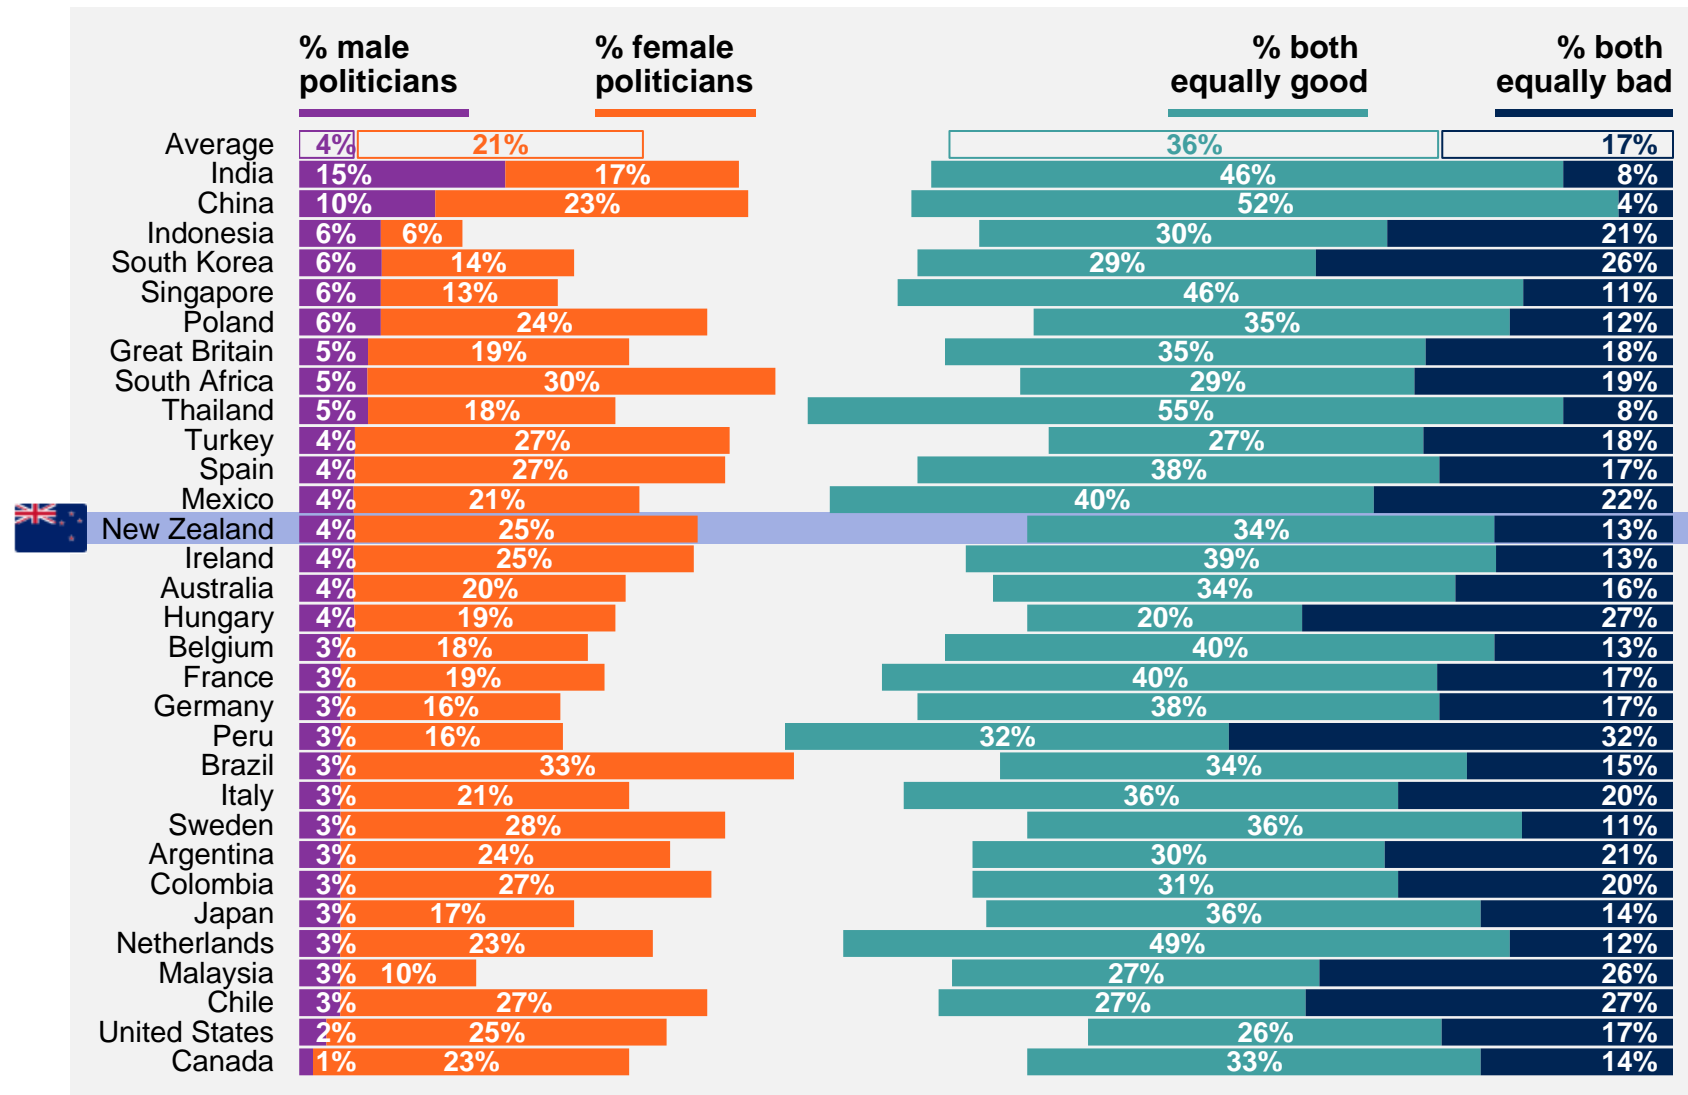 % male % female % both % both
politicians politicians equally good equally bad
Average 4% 21% 36% 17%
India 15% 17% 46% 8%
China 10% 23% 52% 4%
Indonesia 6% 6% 30% 21%
South Korea 6% 14% 29% 26%
Singapore 6% 13% 46% 11%
Poland 6% 24% 35% 12%
Great Britain 5% 19% 35% 18%
South Africa 5% 30% 29% 19%
Thailand 5% 18% 55% 8%
Turkey 4% 27% 27% 18%
Spain 4% 27% 38% 17%
Mexico 4% 21% 40% 22%
New Zealand 4% 25% 34% 13%
Ireland 4% 25% 39% 13%
Australia 4% 20% 34% 16%
Hungary 4% 19% 20% 27%
Belgium 3% 18% 40% 13%
France 3% 19% 40% 17%
Germany 3% 16% 38% 17%
Peru 3% 16% 32% 32%
Brazil 3% 33% 34% 15%
Italy 3% 21% 36% 20%
Sweden 3% 28% 36% 11%
Argentina 3% 24% 30% 21%
Colombia 3% 27% 31% 20%
Japan 3% 17% 36% 14%
Netherlands 3% 23% 49% 12%
Malaysia 3% 10% 27% 26%
Chile 3% 27% 27% 27%
United States 2% 25% 26% 17%
Canada 1% 23% 33% 14%